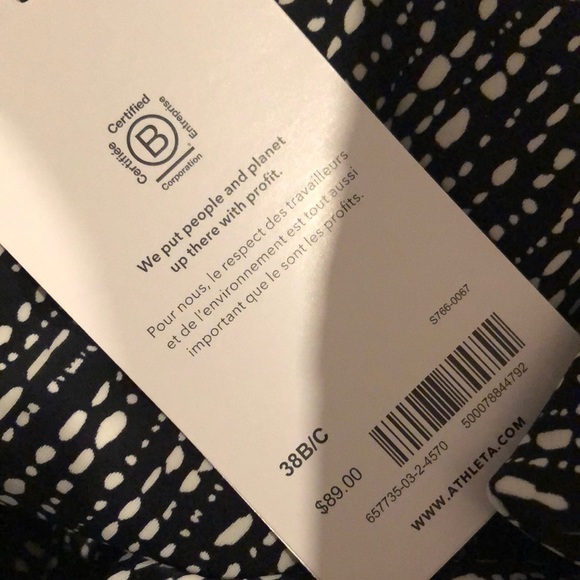 Certified
Certifiée
B
®
Corporation
Entreprise
We put people and planet
up there with profit.
Pour nous, le respect des travailleurs
et de l'environnement est tout aussi
important que le sont les profits.
S766-0067
38B/C
$89.00
657735-03-2-4570 500078844792
WWW.ATHLETA.COM